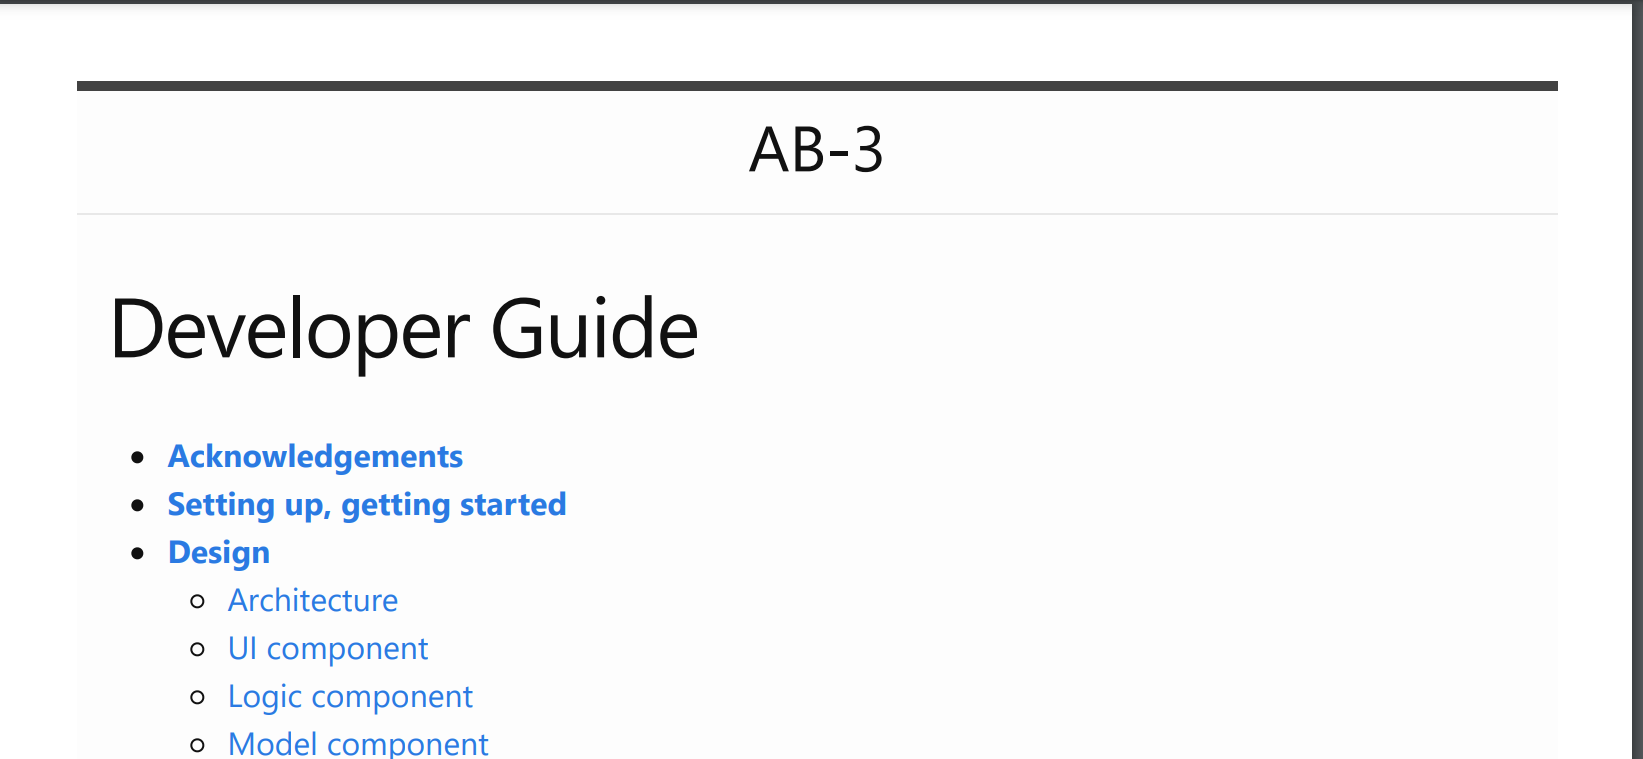 AB-3
Developer Guide
Acknowledgements
Setting up, getting started
Design
Architecture
UI component
Logic component
Model component